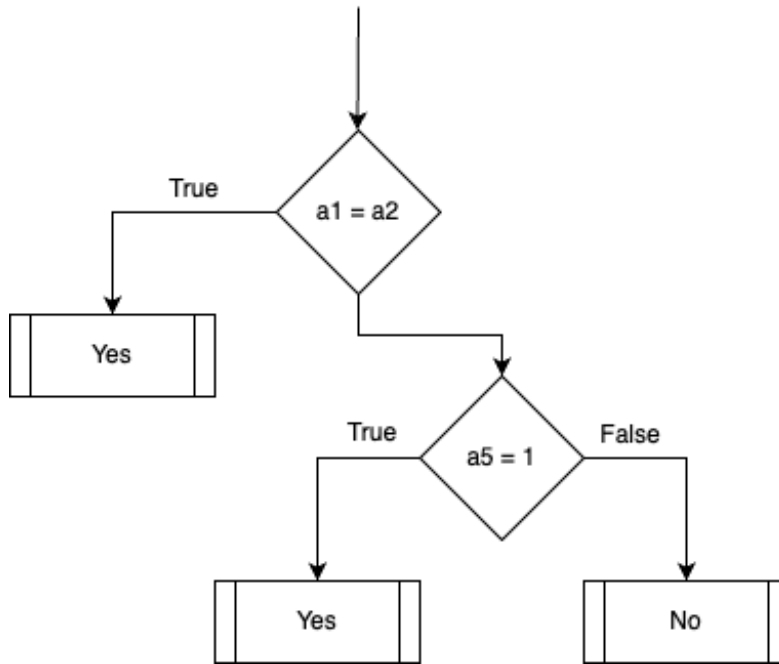 True
a1 = a2
Yes
True
a5 = 1
False
Yes
No